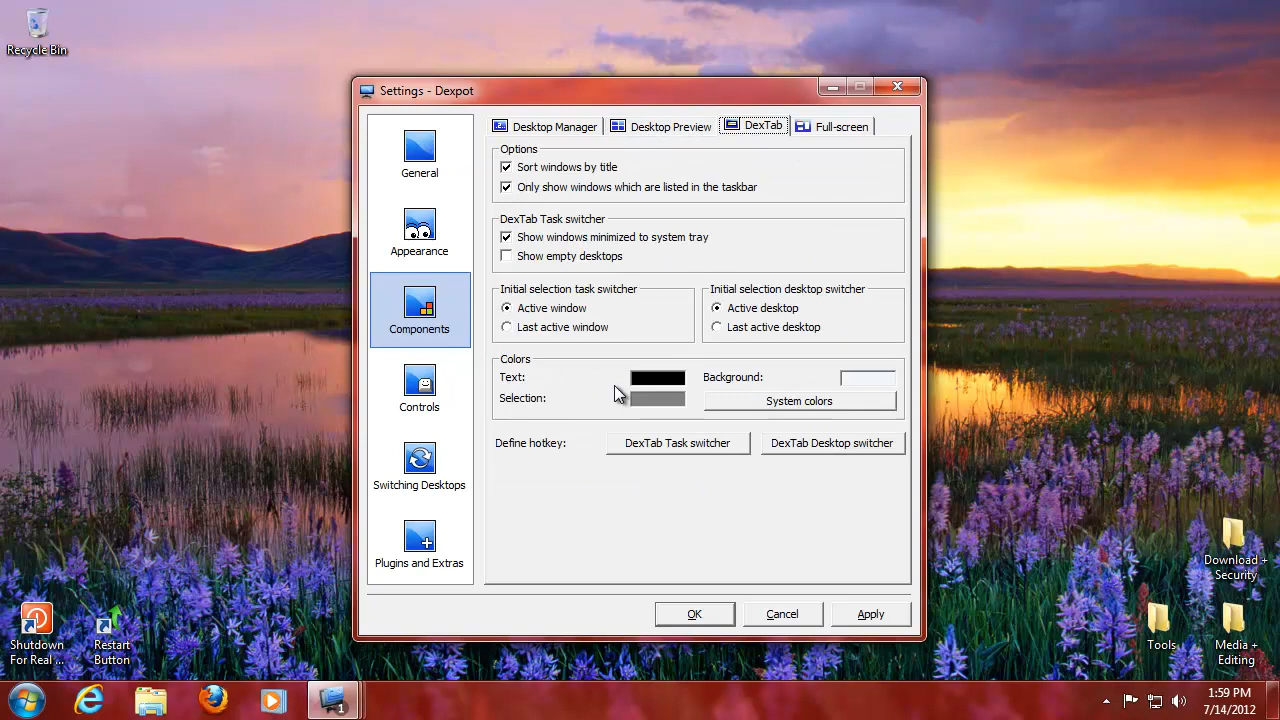 Recycle Bin
Settings - Dexpot
General
Appearance
Components
Controls
Switching Desktops
Plugins and Extras
Desktop Manager
Desktop Preview
DexTab
Full-screen
Options
Sort windows by title
Only show windows which are listed in the taskbar
DexTab Task switcher
Show windows minimized to system tray
Show empty desktops
Initial selection task switcher
Active window
Last active window
Initial selection desktop switcher
Active desktop
Last active desktop
Colors
Text:
Background:
Selection:
System colors
Define hotkey:
DexTab Task switcher
DexTab Desktop switcher
OK
Cancel
Apply
Download +
Security
Shutdown
For Real ...
Restart
Button
Tools
Media +
Editing
1
1:59 PM
7/14/2012